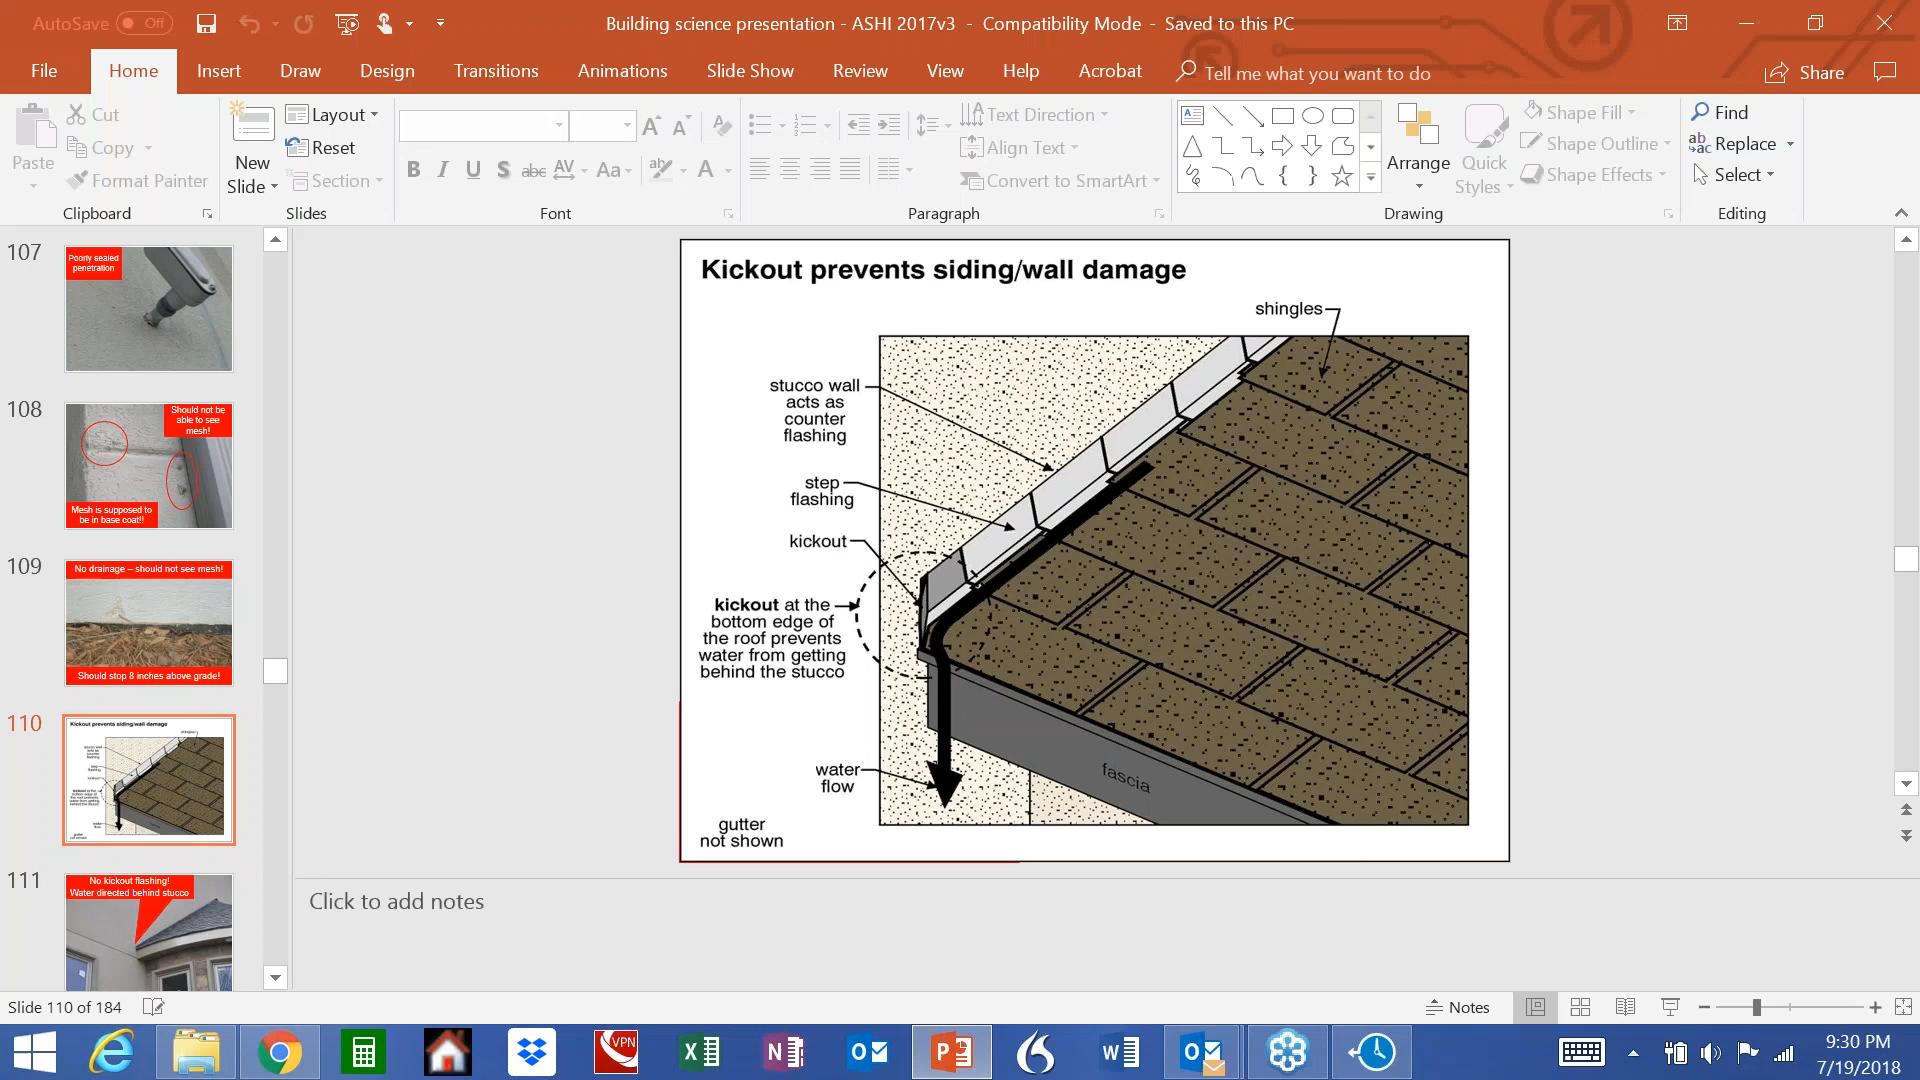 AutoSave Off
Building science presentation - ASHI 2017v3 - Compatibility Mode - Saved to this PC
File Home Insert Draw Design Transitions Animations Slide Show Review View Help Acrobat Tell me what you want to do Share
Paste
Cut
Copy
Format Painter
Clipboard
New
Slide
Layout
Reset
Section
Slides
Font
Text Direction
Align Text
Convert to SmartArt
Paragraph
Arrange
Quick
Styles
Shape Fill
Shape Outline
Shape Effects
Drawing
Find
Replace
Select
Editing
107
Poorly sealed
penetration
108
Should not be
able to see
mesh!
Mesh is supposed to
be in base coat!!
109
No drainage – should not see mesh!
Should stop 8 inches above grade!
110
Kickout prevents siding/wall damage
111
No kickout flashing!
Water directed behind stucco
Kickout prevents siding/wall damage
shingles
stucco wall
acts as
counter
flashing
step
flashing
kickout
kickout at the
bottom edge of
the roof prevents
water from getting
behind the stucco
water
flow
fascia
gutter
not shown
Click to add notes
Slide 110 of 184
Notes
9:30 PM
7/19/2018